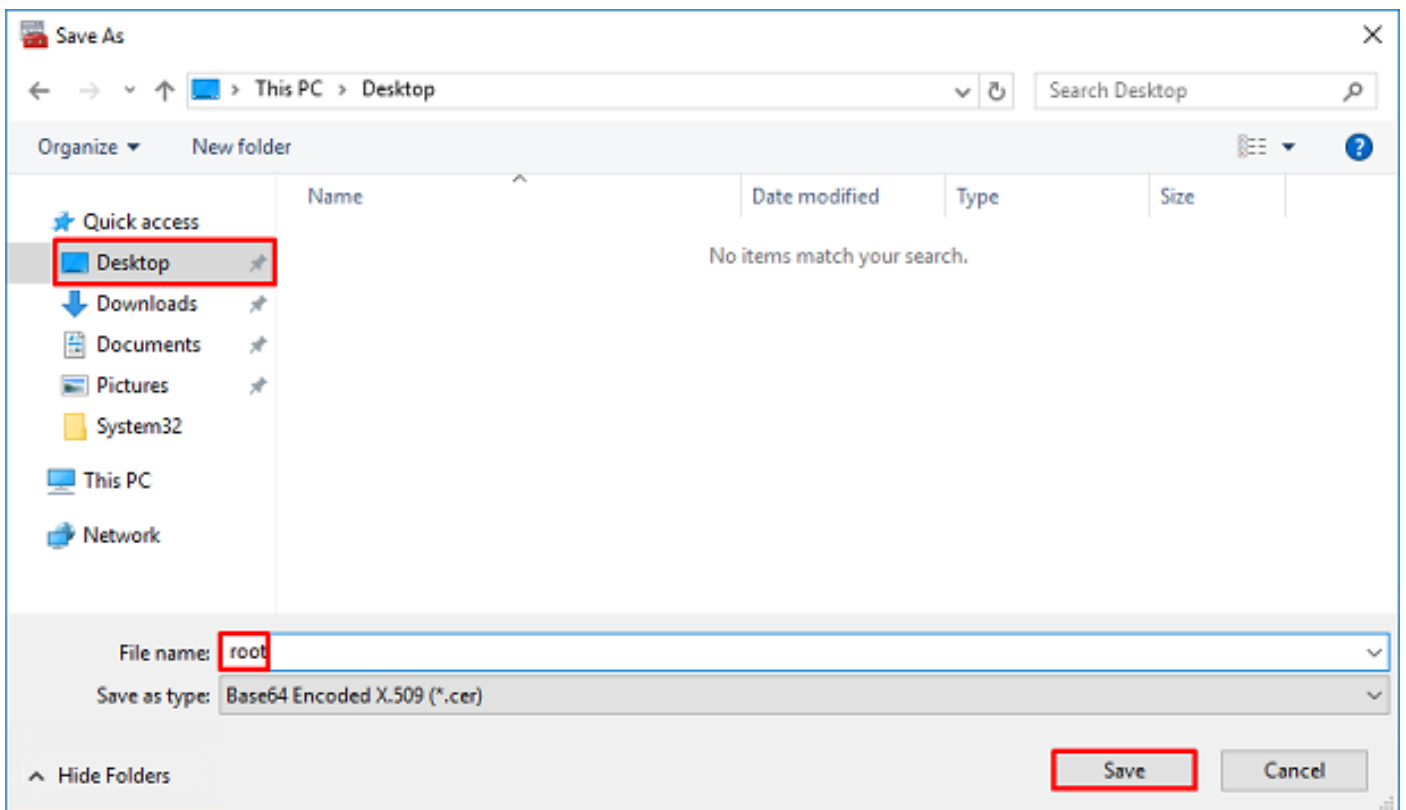 Save As
This PC > Desktop
Search Desktop
Organize
New folder
Name
Date modified
Type
Size
No items match your search.
Quick access
Desktop
Downloads
Documents
Pictures
System32
This PC
Network
File name: root
Save as type: Base64 Encoded X.509 (*.cer)
Hide Folders
Save
Cancel